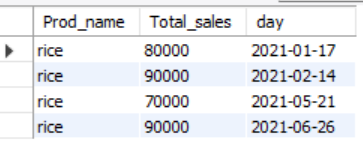 Prod_name Total_sales day
rice 80000 2021-01-17
rice 90000 2021-02-14
rice 70000 2021-05-21
rice 90000 2021-06-26